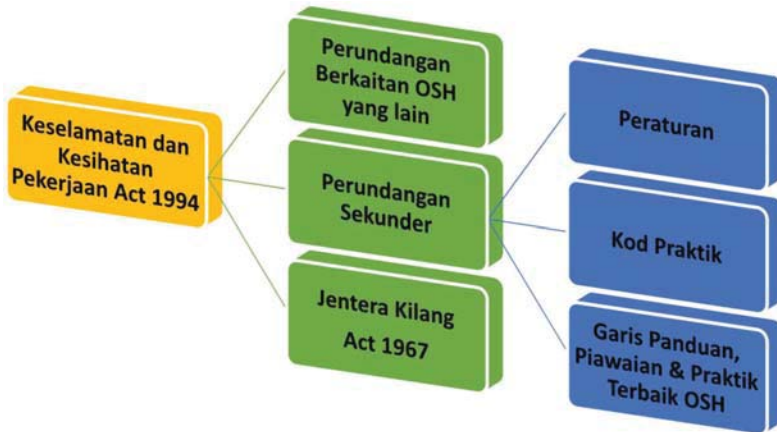 Keselamatan dan
Kesihatan
Pekerjaan Act 1994
Perundangan
Berkaitan OSH
yang lain
Perundangan
Sekunder
Jentera Kilang
Act 1967
Peraturan
Kod Praktik
Garis Panduan,
Piawaian & Praktik
Terbaik OSH